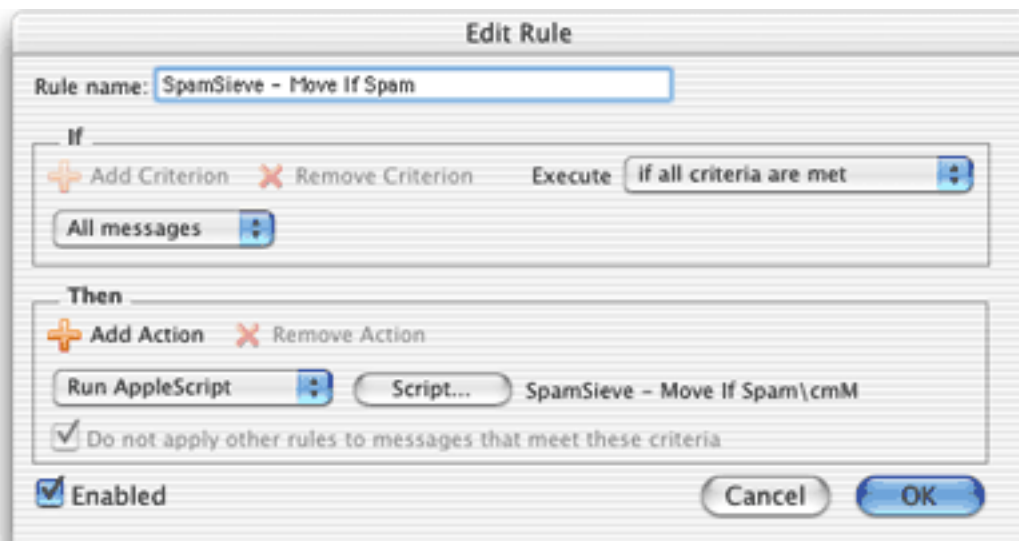 Edit Rule
Rule name: SpamSieve - Move If Spam
If
Add Criterion Remove Criterion Execute if all criteria are met
All messages
Then
Add Action Remove Action
Run AppleScript Script... SpamSieve - Move If Spam\cmM
Do not apply other rules to messages that meet these criteria
Enabled Cancel OK